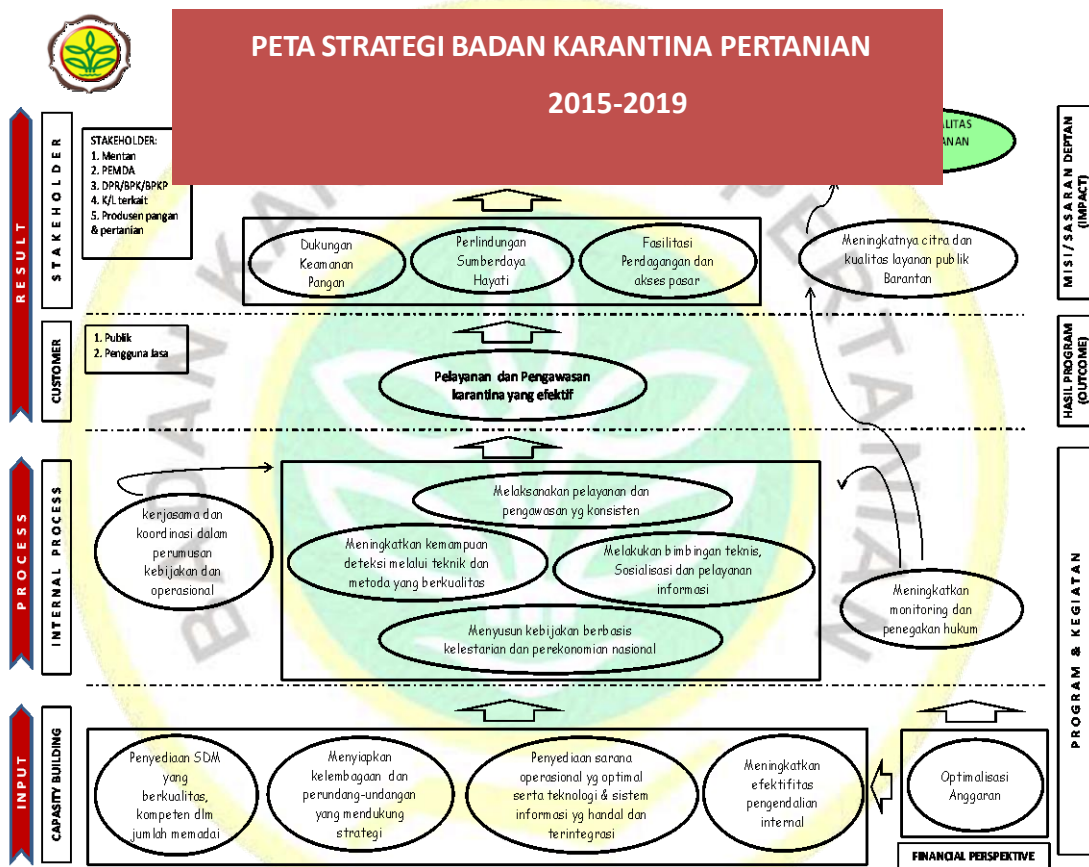 PETA STRATEGI BADAN KARANTINA PERTANIAN
2015-2019
RESULT
STAKEHOLDER
STAKEHOLDER:
1. Mentan
2. PEMDA
3. DPR/BPK/BPKP
4. K/L terkait
5. Produsen pangan
& pertanian
Dukungan
Keamanan
Pangan
Perlindungan
Sumberdaya
Hayati
Fasilitasi
Perdagangan dan
akses pasar
Meningkatnya citra dan
kualitas layanan publik
Barantan
MISI/ SASARAN DEPTAN
(IMPACT)
CUSTOMER
1. Publik
2. Pengguna Jasa
Pelayanan dan Pengawasan
karantina yang efektif
HASIL PROGRAM
(OUTCOME)
PROCESS
INTERNAL PROCESS
kerjasama dan
koordinasi dalam
perumusan
kebijakan dan
operasional
Melaksanakan pelayanan dan
pengawasan yg konsisten
Meningkatkan kemampuan
deteksi melalui teknik dan
metoda yang berkualitas
Melakukan bimbingan teknis,
Sosialisasi dan pelayanan
informasi
Menyusun kebijakan berbasis
kelestarian dan perekonomian nasional
Meningkatkan
monitoring dan
penegakan hukum
PROGRAM & KEGIATAN
INPUT
CAPASITY BUILDING
Penyediaan SDM
yang
berkualitas,
kompeten dlm
jumlah memadai
Menyiapkan
kelembagaan dan
perundang-undangan
yang mendukung
strategi
Penyediaan sarana
operasional yg optimal
serta teknologi & sistem
informasi yg handal dan
terintegrasi
Meningkatkan
efektifitas
pengendalian
internal
Optimalisasi
Anggaran
FINANCIAL PERSPEKTIVE
BADAN KARANTINA PERTANIAN